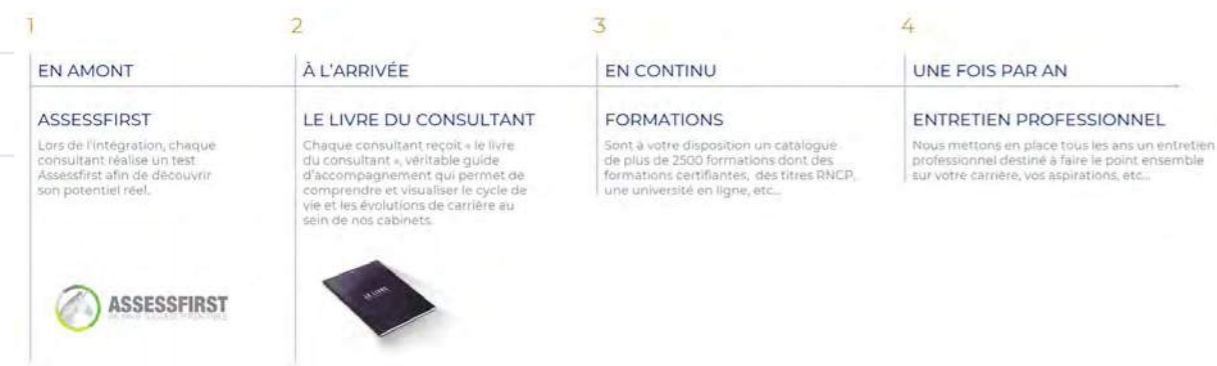 1
EN AMONT
ASSESSFIRST
Lors de l'intégration, chaque
consultant réalise un test
Assessfirst afin de découvrir
son potentiel réel.
ASSESSFIRST
2
À L'ARRIVÉE
LE LIVRE DU CONSULTANT
Chaque consultant reçoit « le livre
du consultant », véritable guide
d'accompagnement qui permet de
comprendre et visualiser le cycle de
vie et les évolutions de carrière au
sein de nos cabinets.
LE LIVRE
3
EN CONTINU
FORMATIONS
Sont à votre disposition un catalogue
de plus de 2500 formations dont des
formations certifiantes, des titres RNCP,
une université en ligne, etc...
4
UNE FOIS PAR AN
ENTRETIEN PROFESSIONNEL
Nous mettons en place tous les ans un entretien
professionnel destiné à faire le point ensemble
sur votre carrière, vos aspirations, etc...